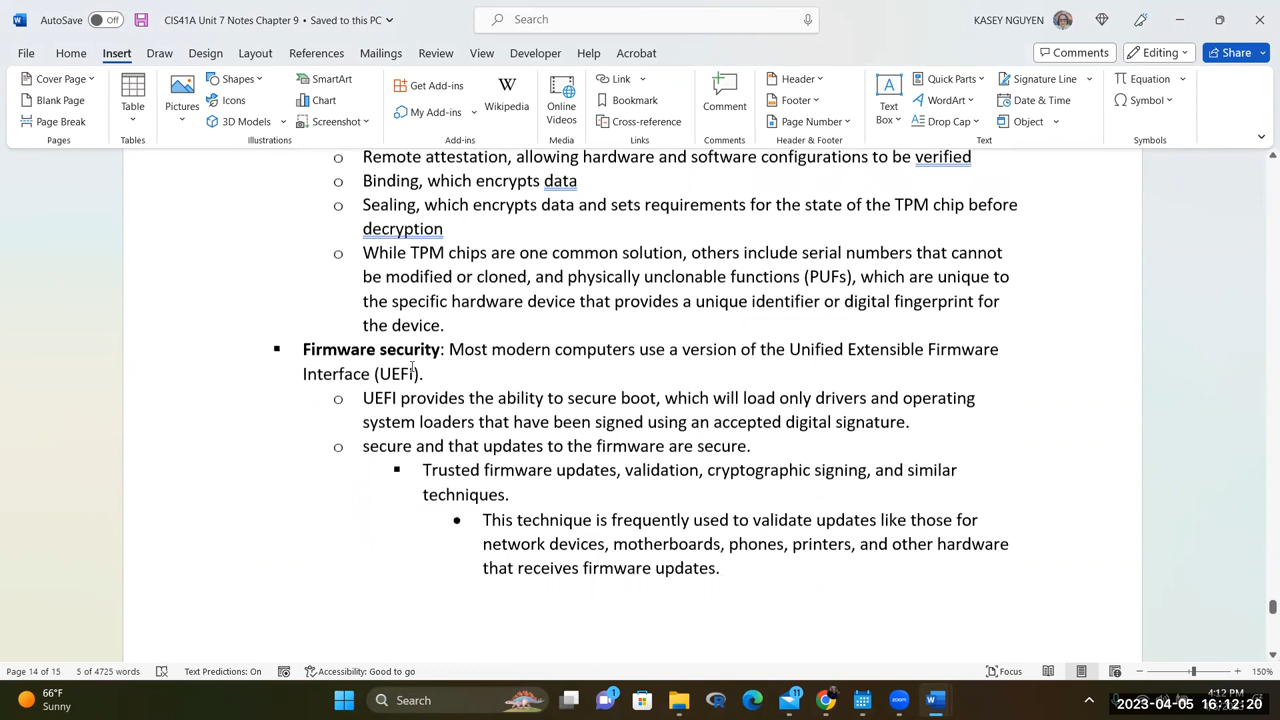 AutoSave Off CIS41A Unit 7 Notes Chapter 9 • Saved to this PC Search KASEY NGUYEN
File Home Insert Draw Design Layout References Mailings Review View Developer Help Acrobat Comments Editing Share
Cover Page
Blank Page
Page Break
Pages
Table
Tables
Pictures
Shapes
Icons
3D Models
SmartArt
Chart
Screenshot
Illustrations
Get Add-ins
My Add-ins
Wikipedia
Add-ins
Online
Videos
Media
Link
Bookmark
Cross-reference
Links
Comment
Comments
Header
Footer
Page Number
Header & Footer
Text
Box
Quick Parts
WordArt
Drop Cap
Signature Line
Date & Time
Object
Text
Equation
Symbol
Symbols
o Remote attestation, allowing hardware and software configurations to be verified
o Binding, which encrypts data
o Sealing, which encrypts data and sets requirements for the state of the TPM chip before
decryption
o While TPM chips are one common solution, others include serial numbers that cannot
be modified or cloned, and physically unclonable functions (PUFs), which are unique to
the specific hardware device that provides a unique identifier or digital fingerprint for
the device.
▪ Firmware security: Most modern computers use a version of the Unified Extensible Firmware
Interface (UEFi).
o UEFI provides the ability to secure boot, which will load only drivers and operating
system loaders that have been signed using an accepted digital signature.
o secure and that updates to the firmware are secure.
▪ Trusted firmware updates, validation, cryptographic signing, and similar
techniques.
• This technique is frequently used to validate updates like those for
network devices, motherboards, phones, printers, and other hardware
that receives firmware updates.
Page 14 of 15 5 of 4725 words Text Predictions: On Accessibility: Good to go Focus 150%
66°F
Sunny
Search
1
11
zoom
4:12 PM
2023-04-05 16:12:20